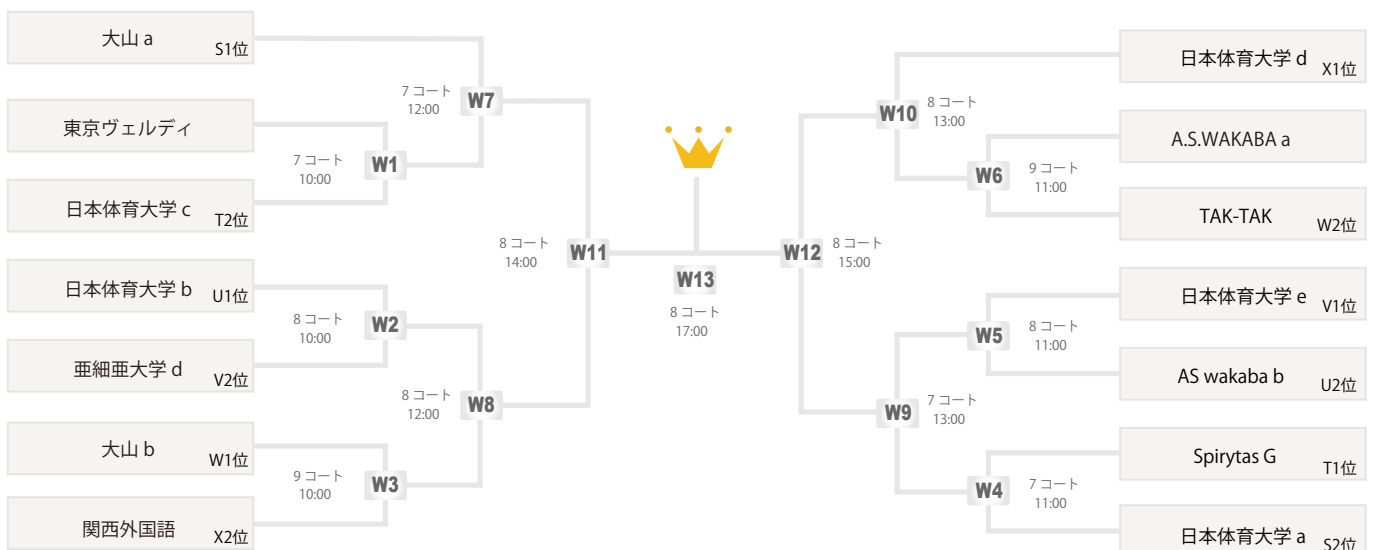 大山 a
S1位
7 コート
12:00
W7
東京ヴェルディ
7 コート
10:00
W1
日本体育大学 c
T2位
8 コート
14:00
W11
日本体育大学 b
U1位
8 コート
10:00
W2
亜細亜大学 d
V2位
8 コート
12:00
W8
大山 b
W1位
9 コート
10:00
W3
関西外国語
X2位
W13
8 コート
17:00
日本体育大学 d
X1位
W10
8 コート
13:00
A.S.WAKABA a
W6
9 コート
11:00
TAK-TAK
W2位
W12
8 コート
15:00
日本体育大学 e
V1位
W5
8 コート
11:00
AS wakaba b
U2位
W9
7 コート
13:00
Spirytas G
T1位
W4
7 コート
11:00
日本体育大学 a
S2位